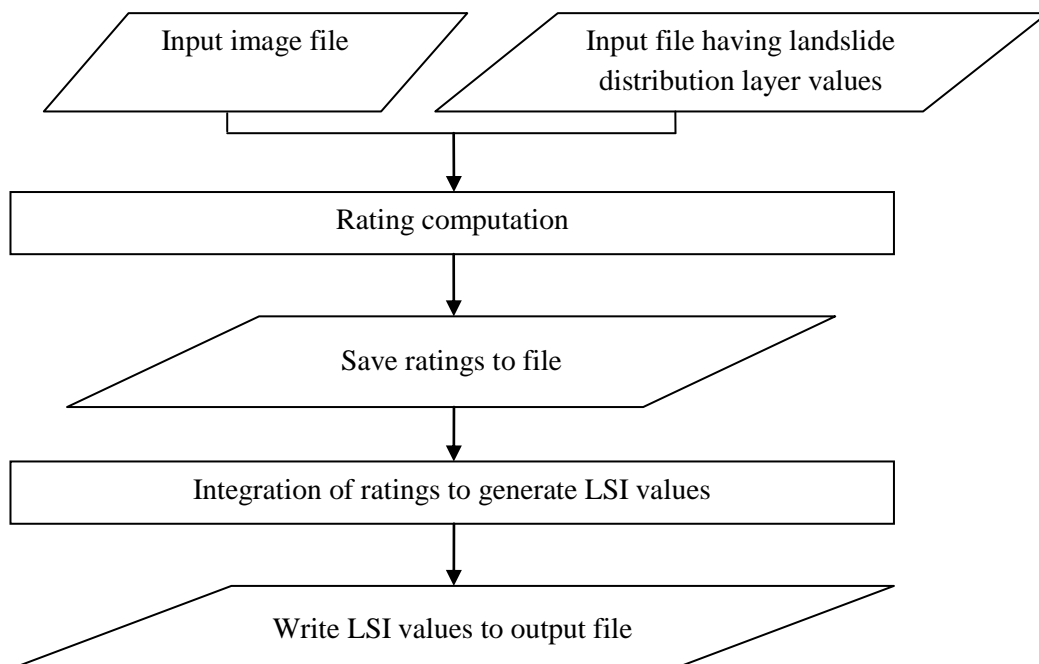 Input image file
Input file having landslide
distribution layer values
Rating computation
Save ratings to file
Integration of ratings to generate LSI values
Write LSI values to output file